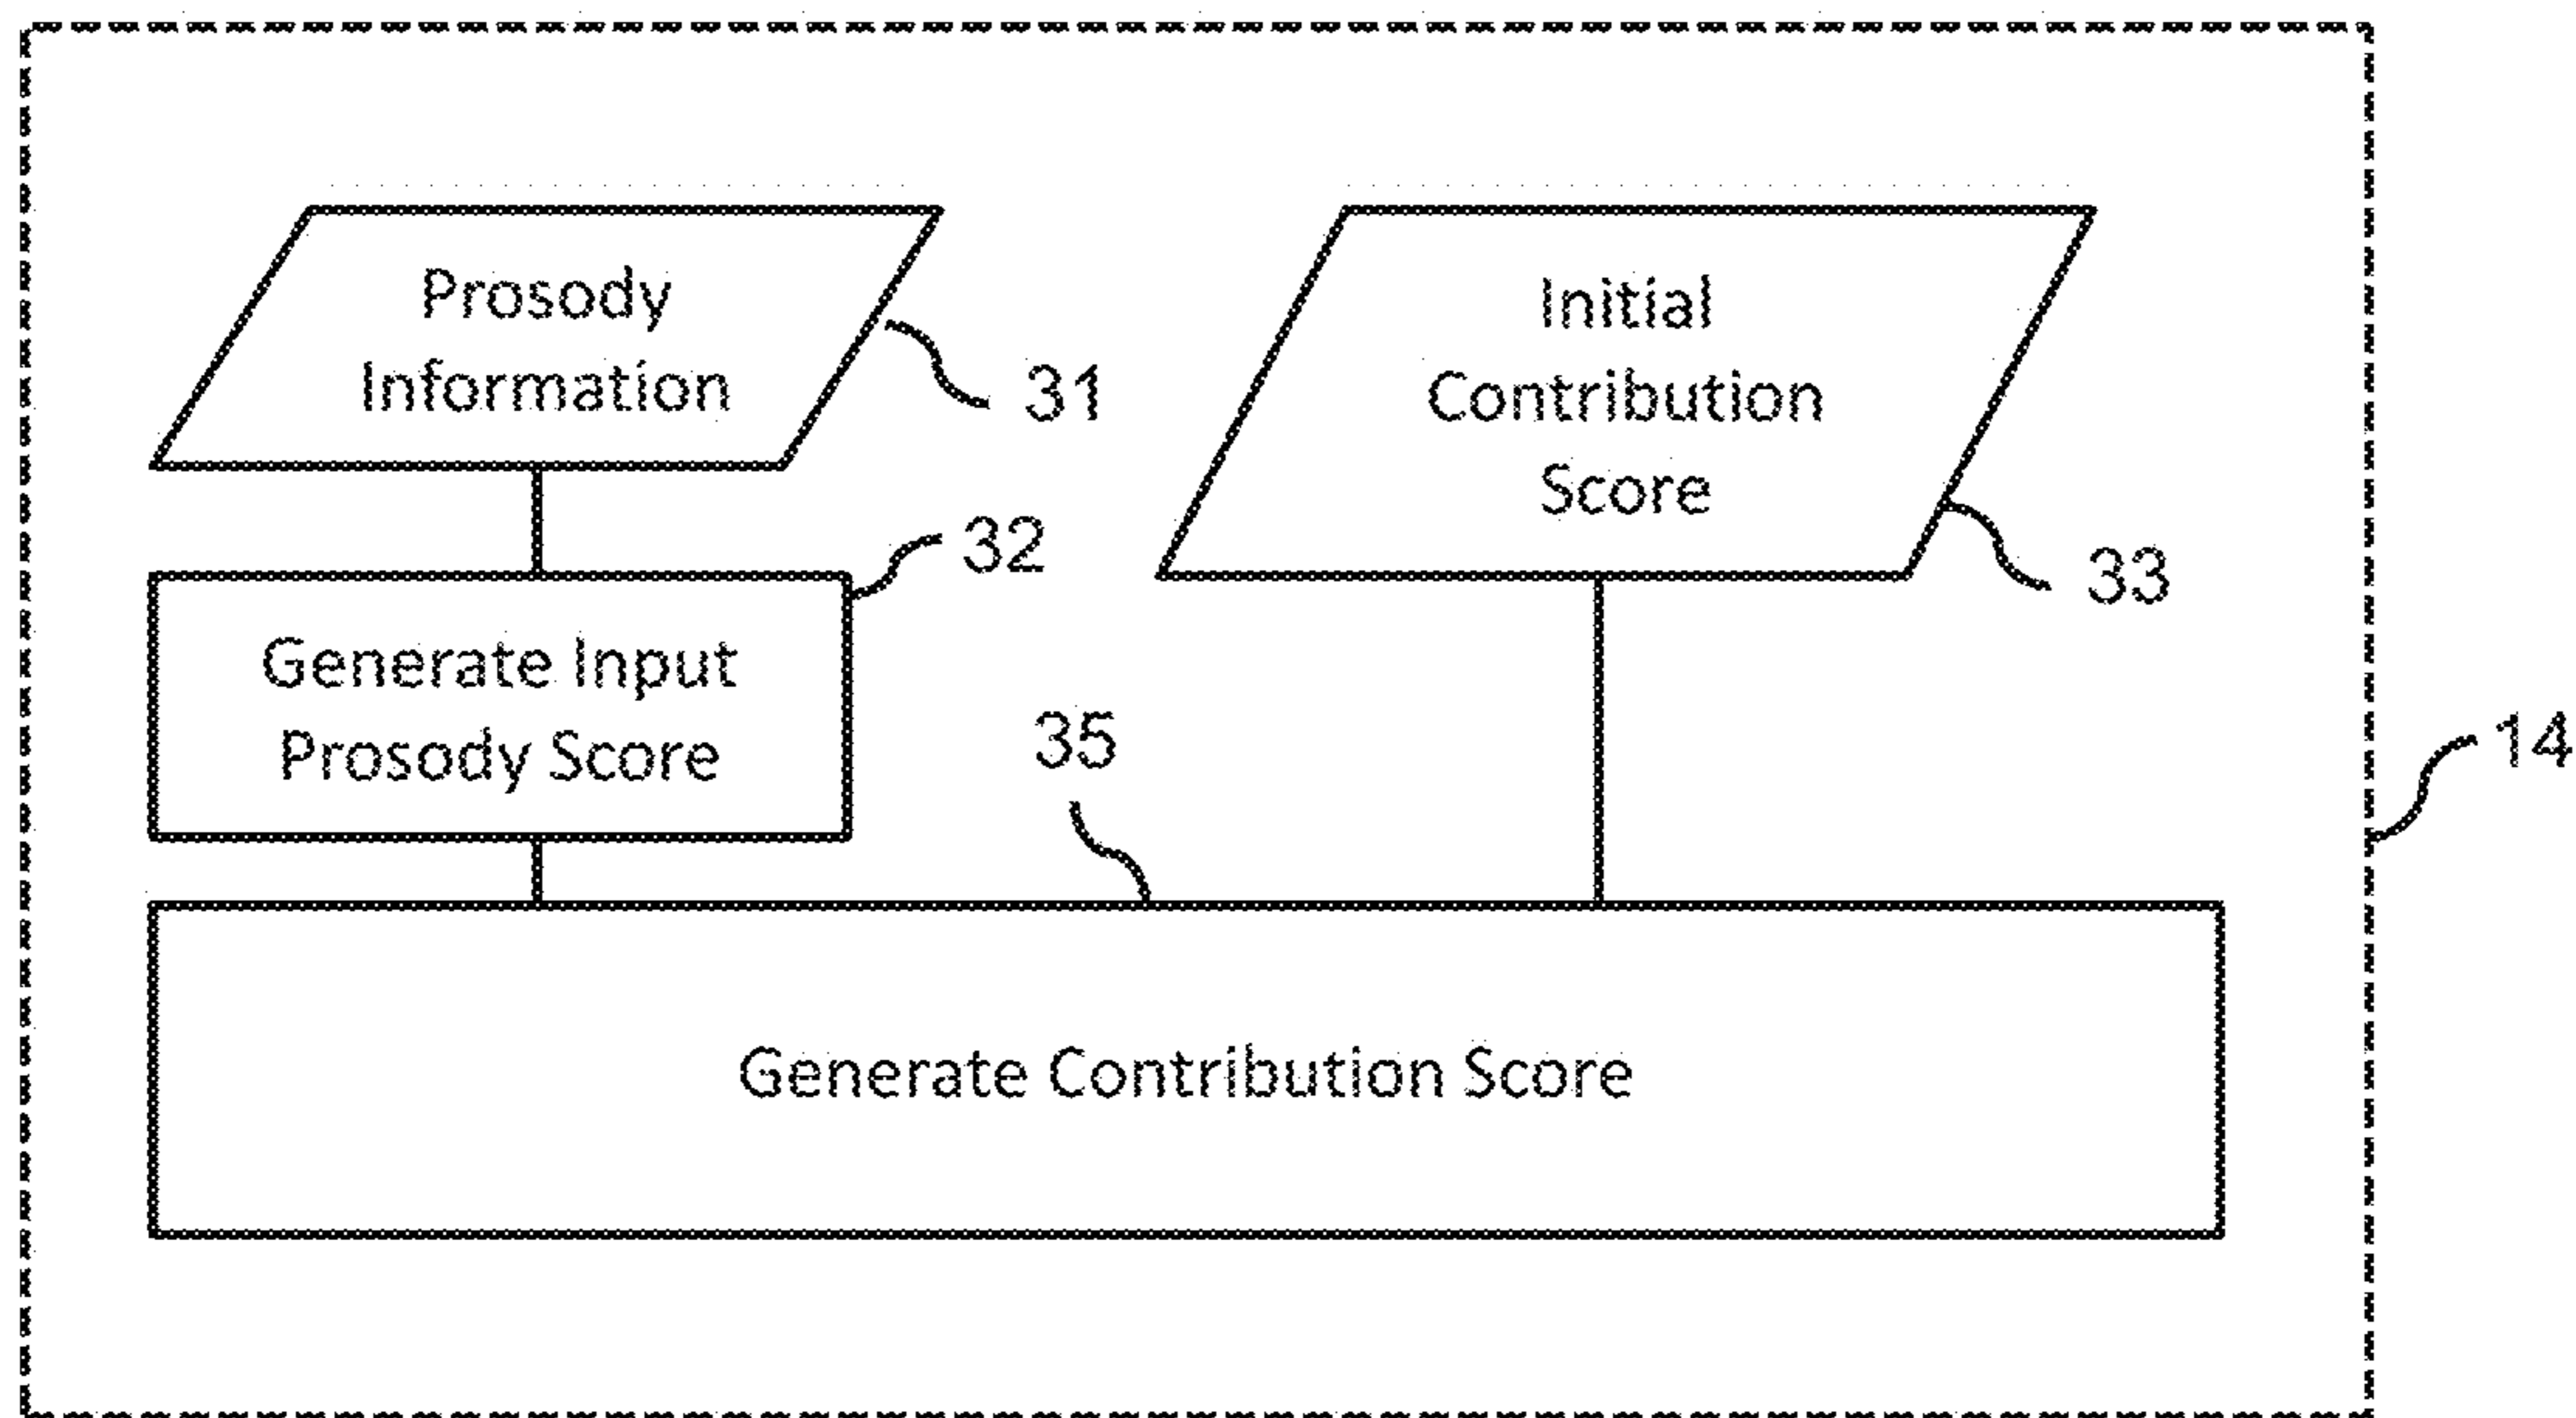 Prosody
Information
31
Initial
Contribution
Score
33
32
Generate Input
Prosody Score
35
14
Generate Contribution Score